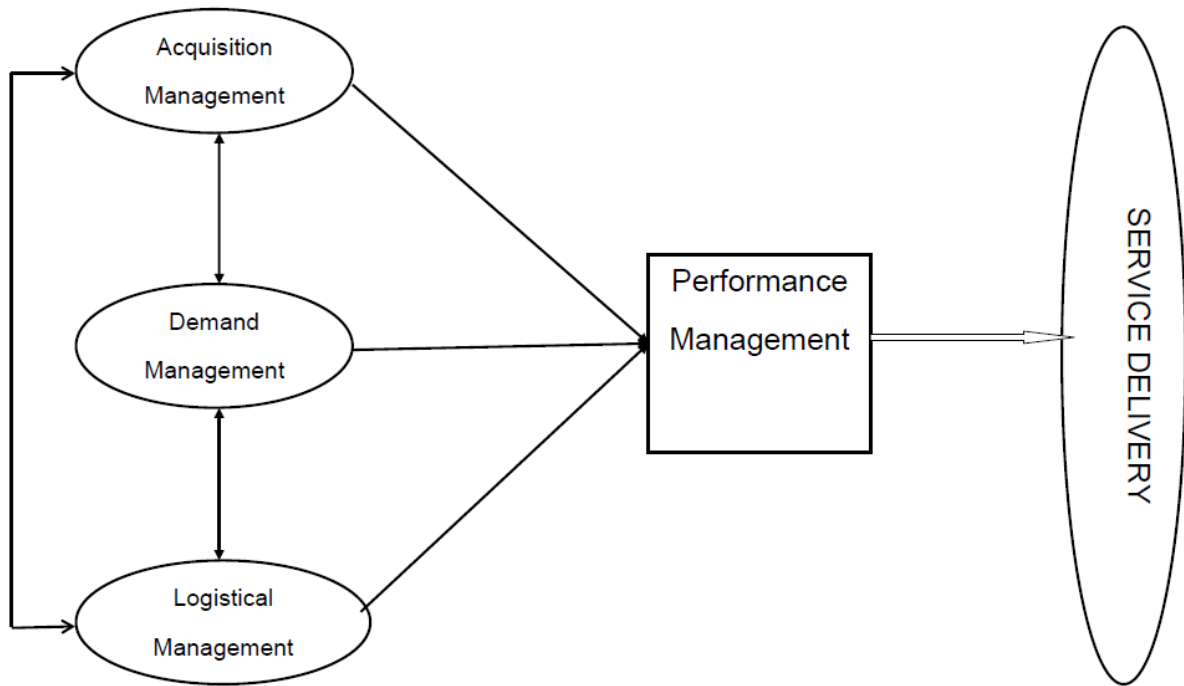 Acquisition
Management
Demand
Management
Logistical
Management
Performance
Management
SERVICE DELIVERY